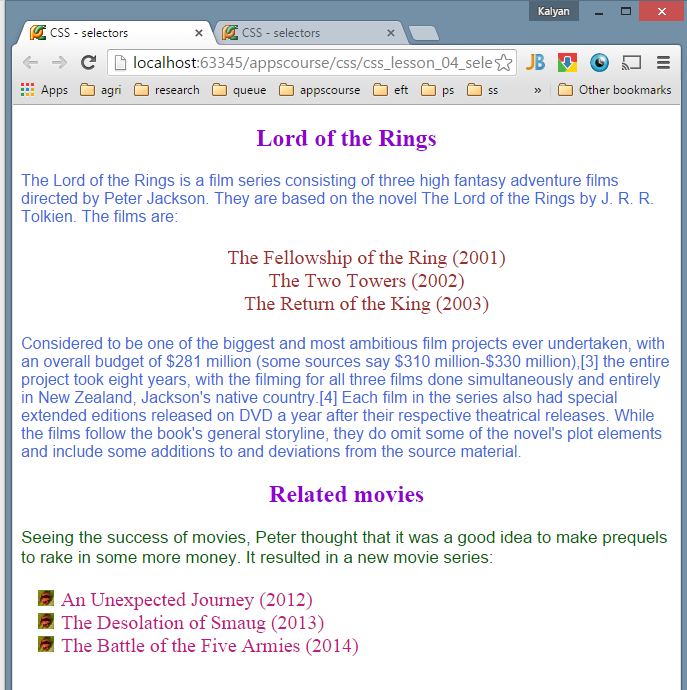 Kalyan
CSS - selectors
CSS - selectors
localhost:63345/appscourse/css/css_lesson_04_sele
JB
Apps agri research queue appscourse eft ps ss » Other bookmarks
Lord of the Rings
The Lord of the Rings is a film series consisting of three high fantasy adventure films
directed by Peter Jackson. They are based on the novel The Lord of the Rings by J. R. R.
Tolkien. The films are:
The Fellowship of the Ring (2001)
The Two Towers (2002)
The Return of the King (2003)
Considered to be one of the biggest and most ambitious film projects ever undertaken, with
an overall budget of $281 million (some sources say $310 million-$330 million),[3] the entire
project took eight years, with the filming for all three films done simultaneously and entirely
in New Zealand, Jackson's native country.[4] Each film in the series also had special
extended editions released on DVD a year after their respective theatrical releases. While
the films follow the book's general storyline, they do omit some of the novel's plot elements
and include some additions to and deviations from the source material.
Related movies
Seeing the success of movies, Peter thought that it was a good idea to make prequels
to rake in some more money. It resulted in a new movie series:
An Unexpected Journey (2012)
The Desolation of Smaug (2013)
The Battle of the Five Armies (2014)